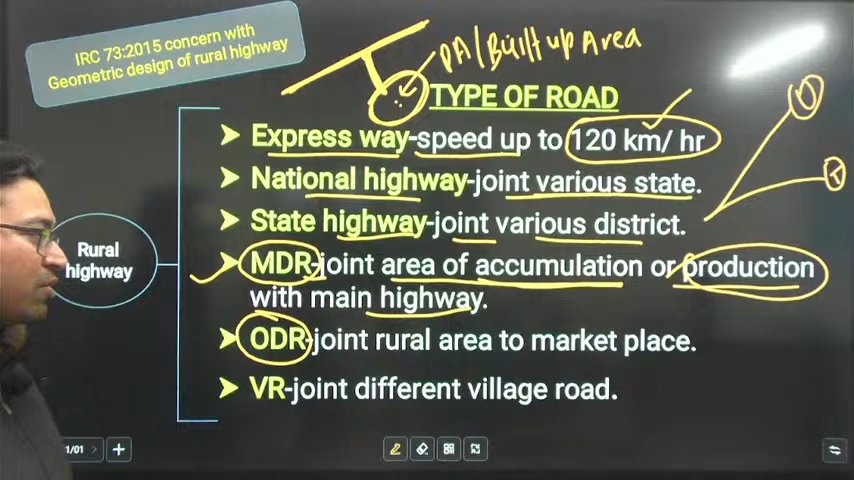 IRC 73:2015 concern with
Geometric design of rural highway
PA/Built up Area
TYPE OF ROAD
Express way-speed up to 120 km/ hr
National highway-joint various state.
State highway-joint various district.
MDR-joint area of accumulation or production
with main highway.
ODR-joint rural area to market place.
VR-joint different village road.
Rural
highway
1/01